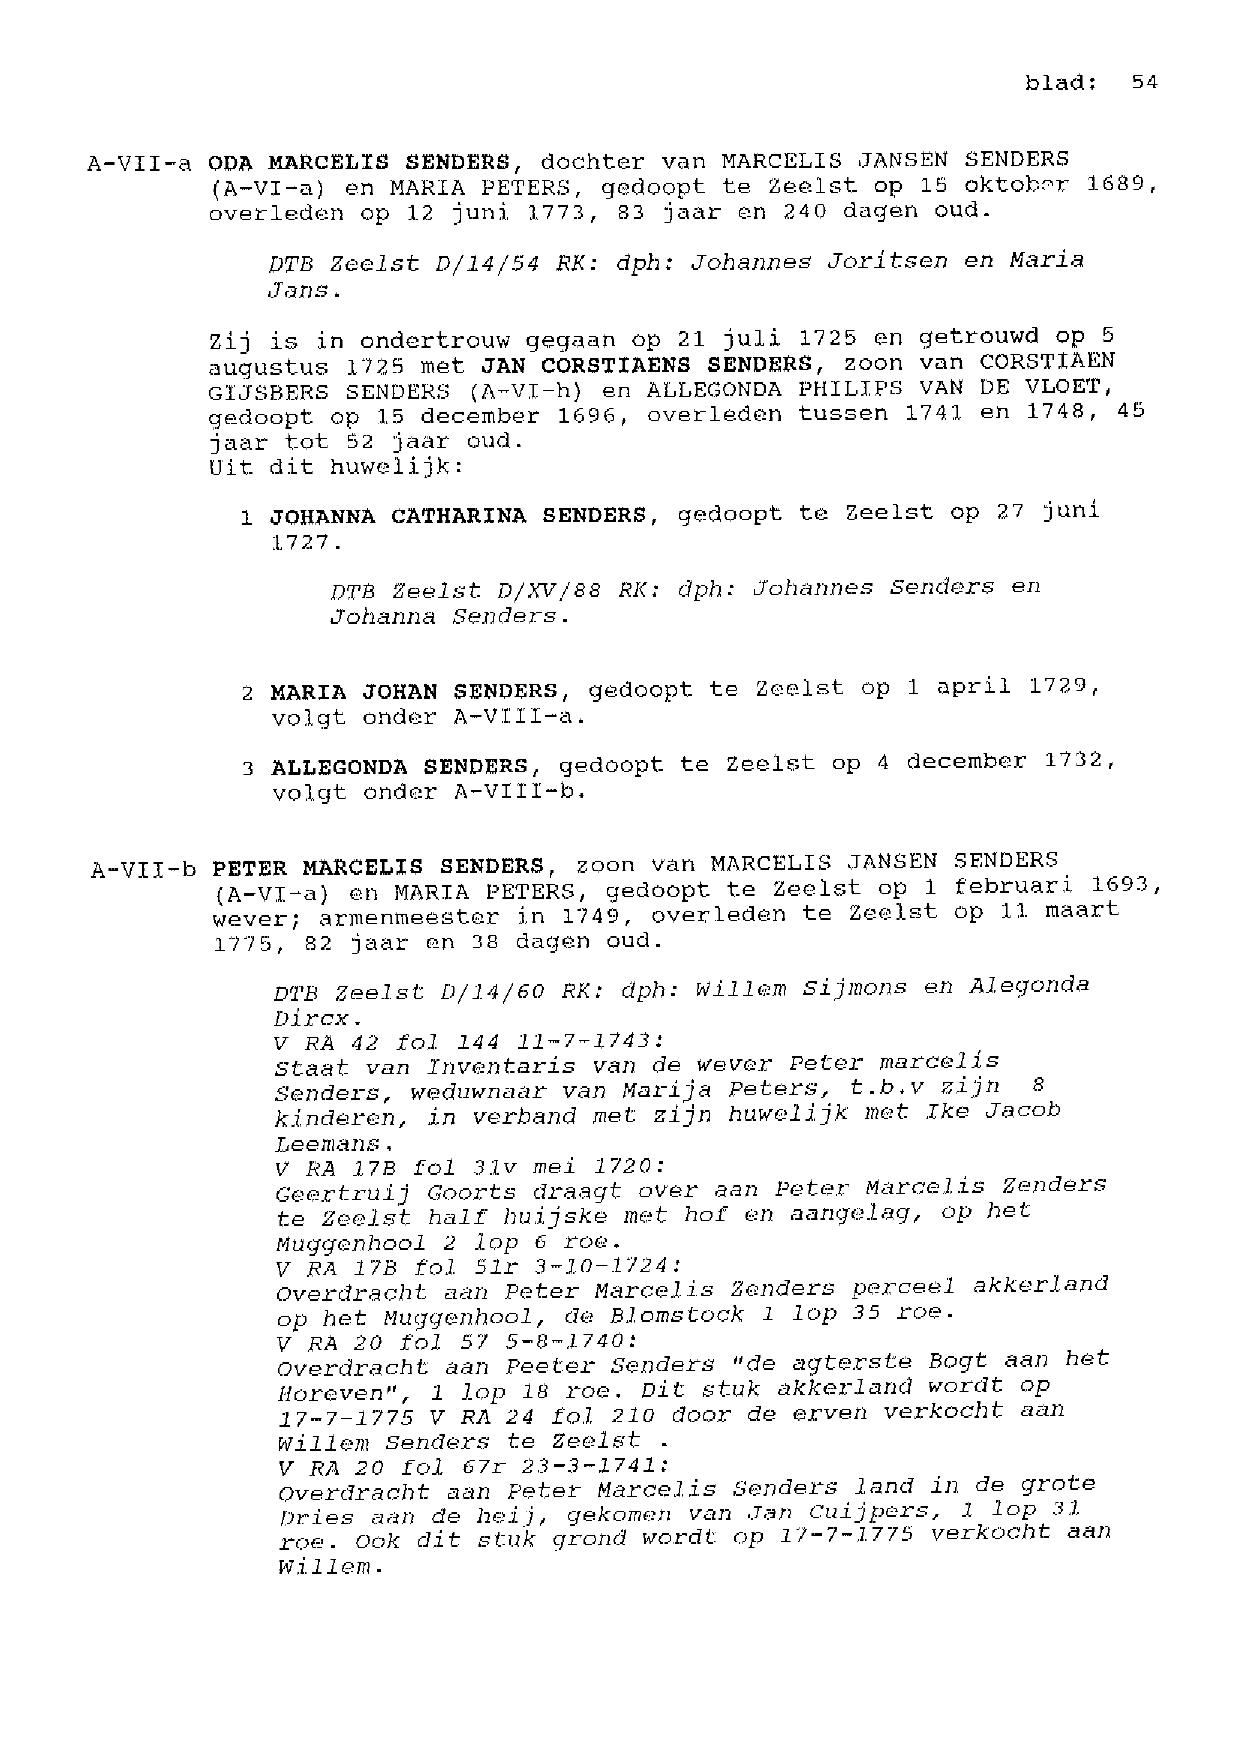 blad: 54
A-VII-a ODA MARCELIS SENDERS, dochter van MARCELIS JANSEN SENDERS
(A-VI-a) en MARIA PETERS, gedoopt te Zeelst op 15 oktober 1689,
overleden op 12 juni 1773, 83 jaar en 240 dagen oud.
DTB Zeelst D/14/54 RK: dph: Johannes Joritsen en Maria
Jans.
Zij is in ondertrouw gegaan op 21 juli 1725 en getrouwd op 5
augustus 1725 met JAN CORSTIAENS SENDERS, zoon van CORSTIAEN
GIJSBERS SENDERS (A-VI-h) en ALLEGONDA PHILIPS VAN DE VLOET,
gedoopt op 15 december 1696, overleden tussen 1741 en 1748, 45
jaar tot 52 jaar oud.
Uit dit huwelijk:
1 JOHANNA CATHARINA SENDERS, gedoopt te Zeelst op 27 juni
1727.
DTB Zeelst D/XV/88 RK: dph: Johannes Senders en
Johanna Senders.
2 MARIA JOHAN SENDERS, gedoopt te Zeelst op 1 april 1729,
volgt onder A-VIII-a.
3 ALLEGONDA SENDERS, gedoopt te Zeelst op 4 december 1732,
volgt onder A-VIII-b.
A-VII-b PETER MARCELIS SENDERS, zoon van MARCELIS JANSEN SENDERS
(A-VI-a) en MARIA PETERS, gedoopt te Zeelst op 1 februari 1693,
wever; armenmeester in 1749, overleden te Zeelst op 11 maart
1775, 82 jaar en 38 dagen oud.
DTB Zeelst D/14/60 RK: dph: Willem Sijmons en Alegonda
Dircx.
V RA 42 fol 144 11-7-1743:
Staat van Inventaris van de wever Peter marcelis
Senders, weduwnaar van Marija Peters, t.b.v zijn 8
kinderen, in verband met zijn huwelijk met Ike Jacob
Leemans.
V RA 17B fol 31v mei 1720:
Geertruij Goorts draagt over aan Peter Marcelis Zenders
te Zeelst half huijske met hof en aangelag, op het
Muggenhool 2 lop 6 roe.
V RA 17B fol 51r 3-10-1724:
Overdracht aan Peter Marcelis Zenders perceel akkerland
op het Muggenhool, de Blomstock 1 lop 35 roe.
V RA 20 fol 57 5-8-1740:
Overdracht aan Peeter Senders "de agterste Bogt aan het
Horeven", 1 lop 18 roe. Dit stuk akkerland wordt op
17-7-1775 V RA 24 fol 210 door de erven verkocht aan
Willem Senders te Zeelst .
V RA 20 fol 67r 23-3-1741:
Overdracht aan Peter Marcelis Senders land in de grote
Dries aan de heij, gekomen van Jan Cuijpers, 1 lop 31
roe. Ook dit stuk grond wordt op 17-7-1775 verkocht aan
Willem.